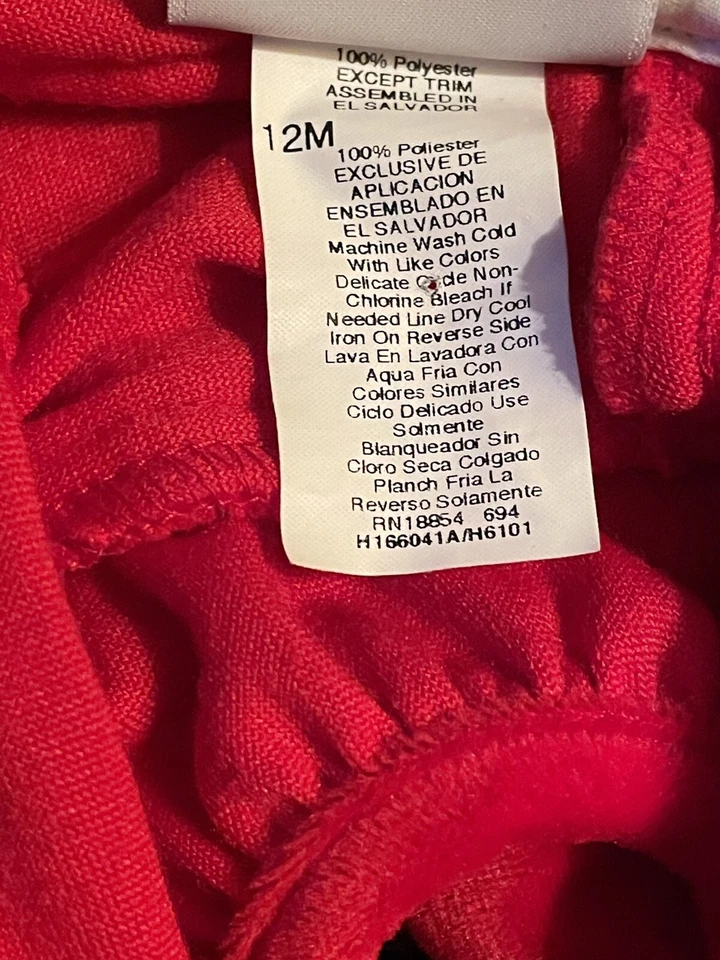 100% Polyester
EXCEPT TRIM
ASSEMBLED IN
EL SALVADOR
12M
100% Poliester
EXCLUSIVE DE
APLICACION
ENSEMBLADO EN
EL SALVADOR
Machine Wash Cold
With Like Colors
Delicate Non-
Chlorine Bleach If
Needed Line Dry Cool
Iron On Reverse Side
Lava En Lavadora Con
Aqua Fria Con
Colores Similares
Ciclo Delicado Use
Solmente
Blanqueador Sin
Cloro Seca Colgado
Planch Fria La
Reverso Solamente
RN18854 694
H166041A/H6101